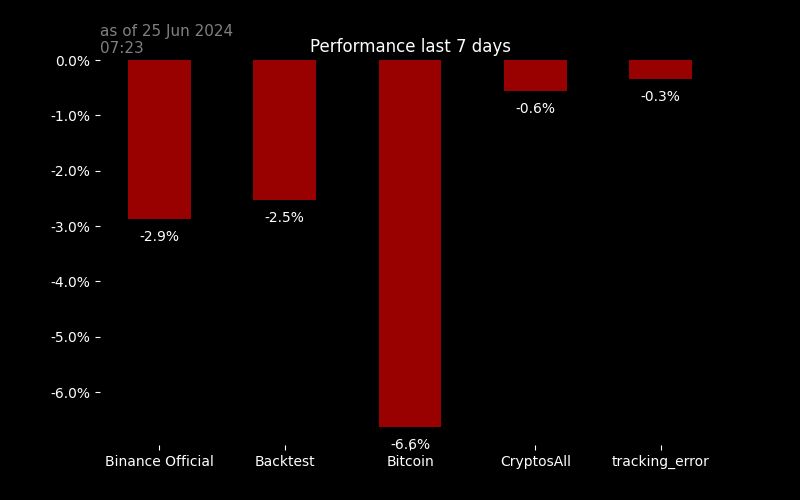 as of 25 Jun 2024
07:23
Performance last 7 days
0.0%
-1.0%
-2.0%
-3.0%
-4.0%
-5.0%
-6.0%
-2.9%
-2.5%
-6.6%
-0.6%
-0.3%
Binance Official
Backtest
Bitcoin
CryptosAll
tracking_error